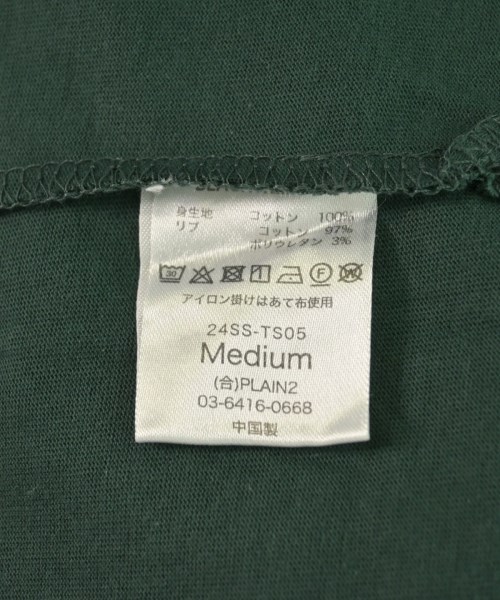 身生地 コットン 100%
リブ コットン 97%
ポリウレタン 3%
30 F W
アイロン掛けはあて布使用
24SS-TS05
Medium
(合)PLAIN2
03-6416-0668
中国製